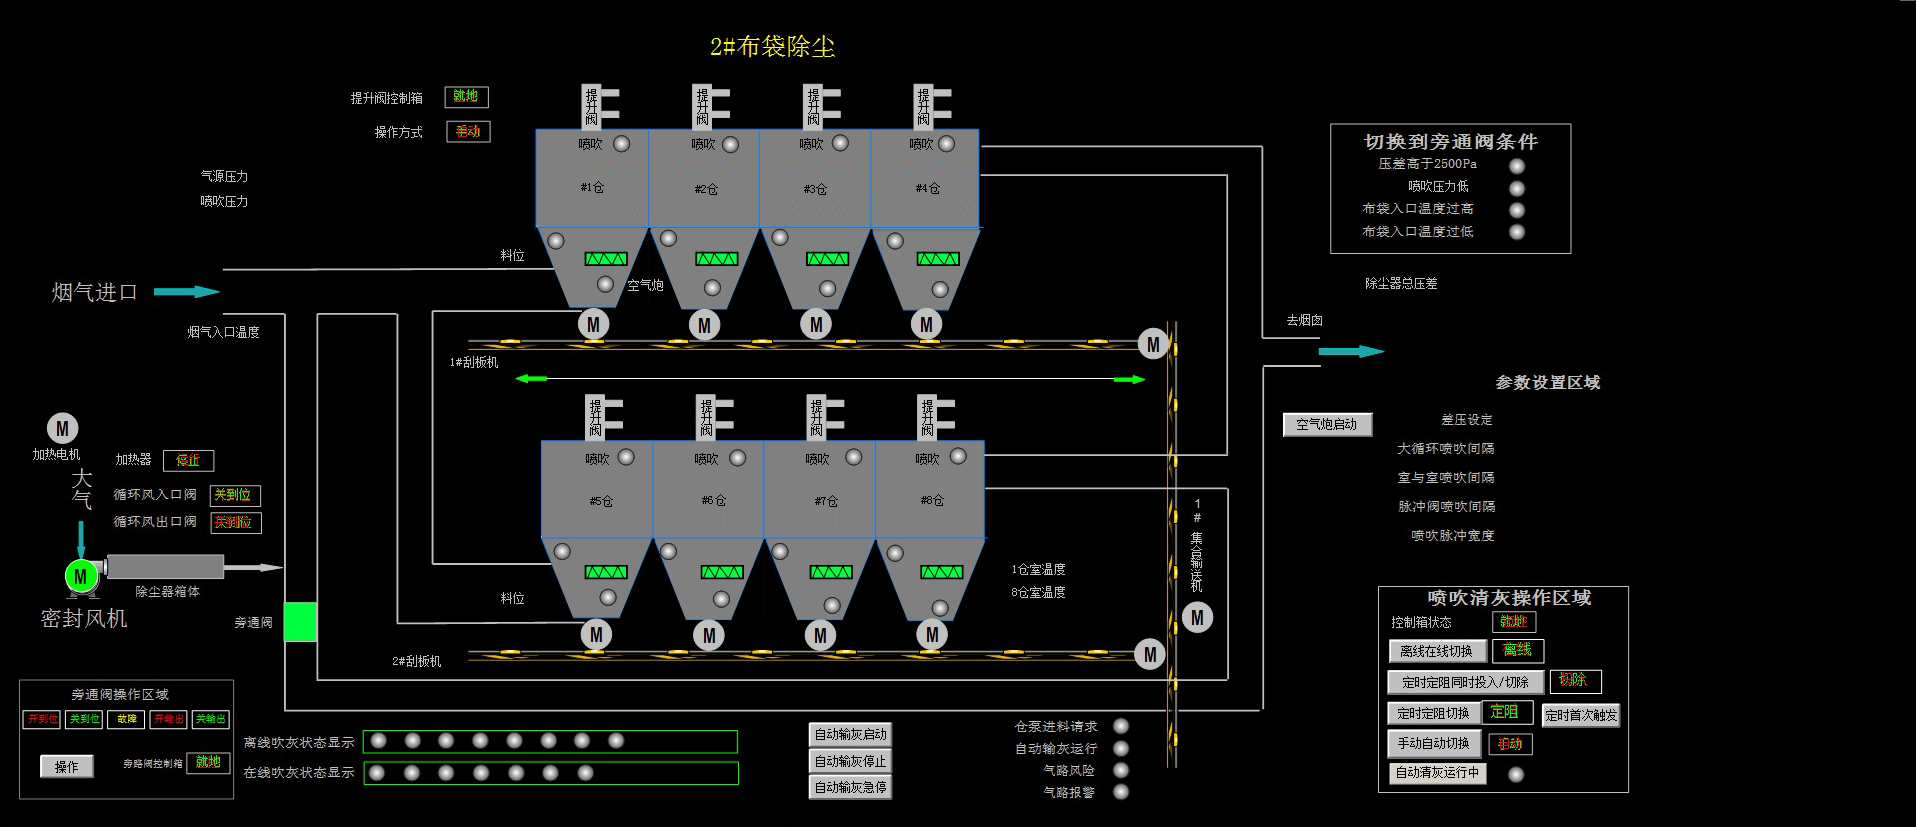 2#布袋除尘
提升阀控制箱 就地
操作方式
气源压力
喷吹压力
提升阀 提升阀 提升阀 提升阀
喷吹 喷吹 喷吹 喷吹
#1仓 #2仓 #3仓 #4仓
料位
空气炮
烟气进口
烟气入口温度
M M M M M
1#刮板机
切换到旁通阀条件
压差高于2500Pa
喷吹压力低
布袋入口温度过高
布袋入口温度过低
除尘器总压差
去烟囱
参数设置区域
空气炮启动
差压设定
大循环喷吹间隔
室与室喷吹间隔
脉冲阀喷吹间隔
喷吹脉冲宽度
提升阀 提升阀 提升阀 提升阀
喷吹 喷吹 喷吹 喷吹
#5仓 #6仓 #7仓 #8仓
料位
1仓室温度
8仓室温度
1#集合输送机
M
M M M M M
2#刮板机
M
加热电机
大气
加热器 停止
循环风入口阀 关到位
循环风出口阀
M
除尘器箱体
密封风机
旁通阀
旁通阀操作区域
开到位 关到位 故障 开输出 关输出
操作
旁路阀控制箱 就地
离线吹灰状态显示
在线吹灰状态显示
自动输灰启动
自动输灰停止
自动输灰急停
仓泵进料请求
自动输灰运行
气路风险
气路报警
喷吹清灰操作区域
控制箱状态 就地
离线在线切换 离线
定时定阻同时投入/切除 切除
定时定阻切换 定阻 定时首次触发
手动自动切换
自动清灰运行中